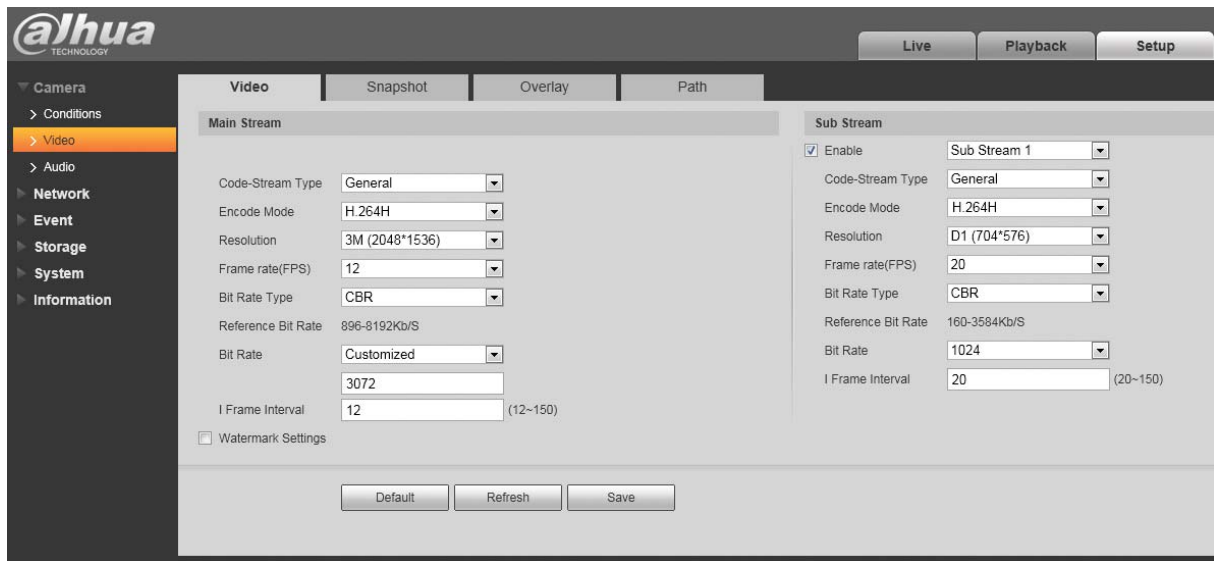 alhua
TECHNOLOGY
Live
Playback
Setup
Camera
> Conditions
> Video
> Audio
Network
Event
Storage
System
Information
Video
Snapshot
Overlay
Path
Main Stream
Code-Stream Type General
Encode Mode H.264H
Resolution 3M (2048*1536)
Frame rate(FPS) 12
Bit Rate Type CBR
Reference Bit Rate 896-8192Kb/S
Bit Rate Customized
3072
I Frame Interval 12 (12~150)
Watermark Settings
Default
Refresh
Save
Sub Stream
Enable Sub Stream 1
Code-Stream Type General
Encode Mode H.264H
Resolution D1 (704*576)
Frame rate(FPS) 20
Bit Rate Type CBR
Reference Bit Rate 160-3584Kb/S
Bit Rate 1024
I Frame Interval 20 (20~150)